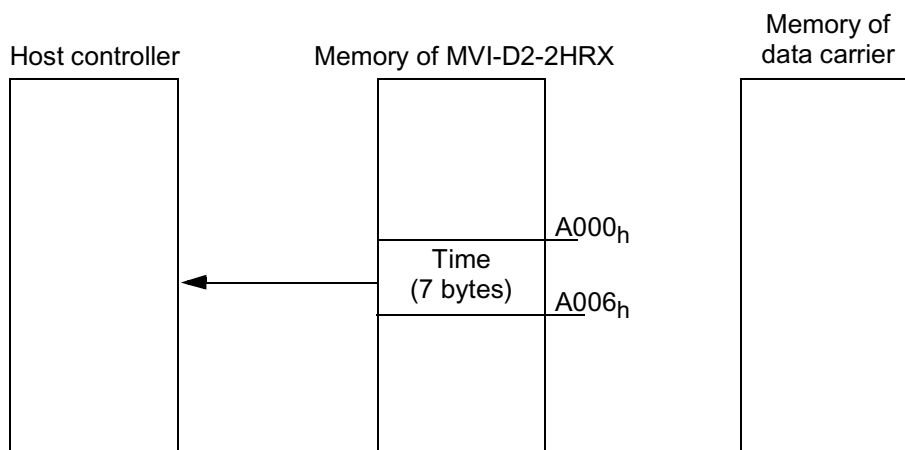 Memory of
data carrier
Host controller
Memory of MVI-D2-2HRX
A000h
Time
(7 bytes)
A006h